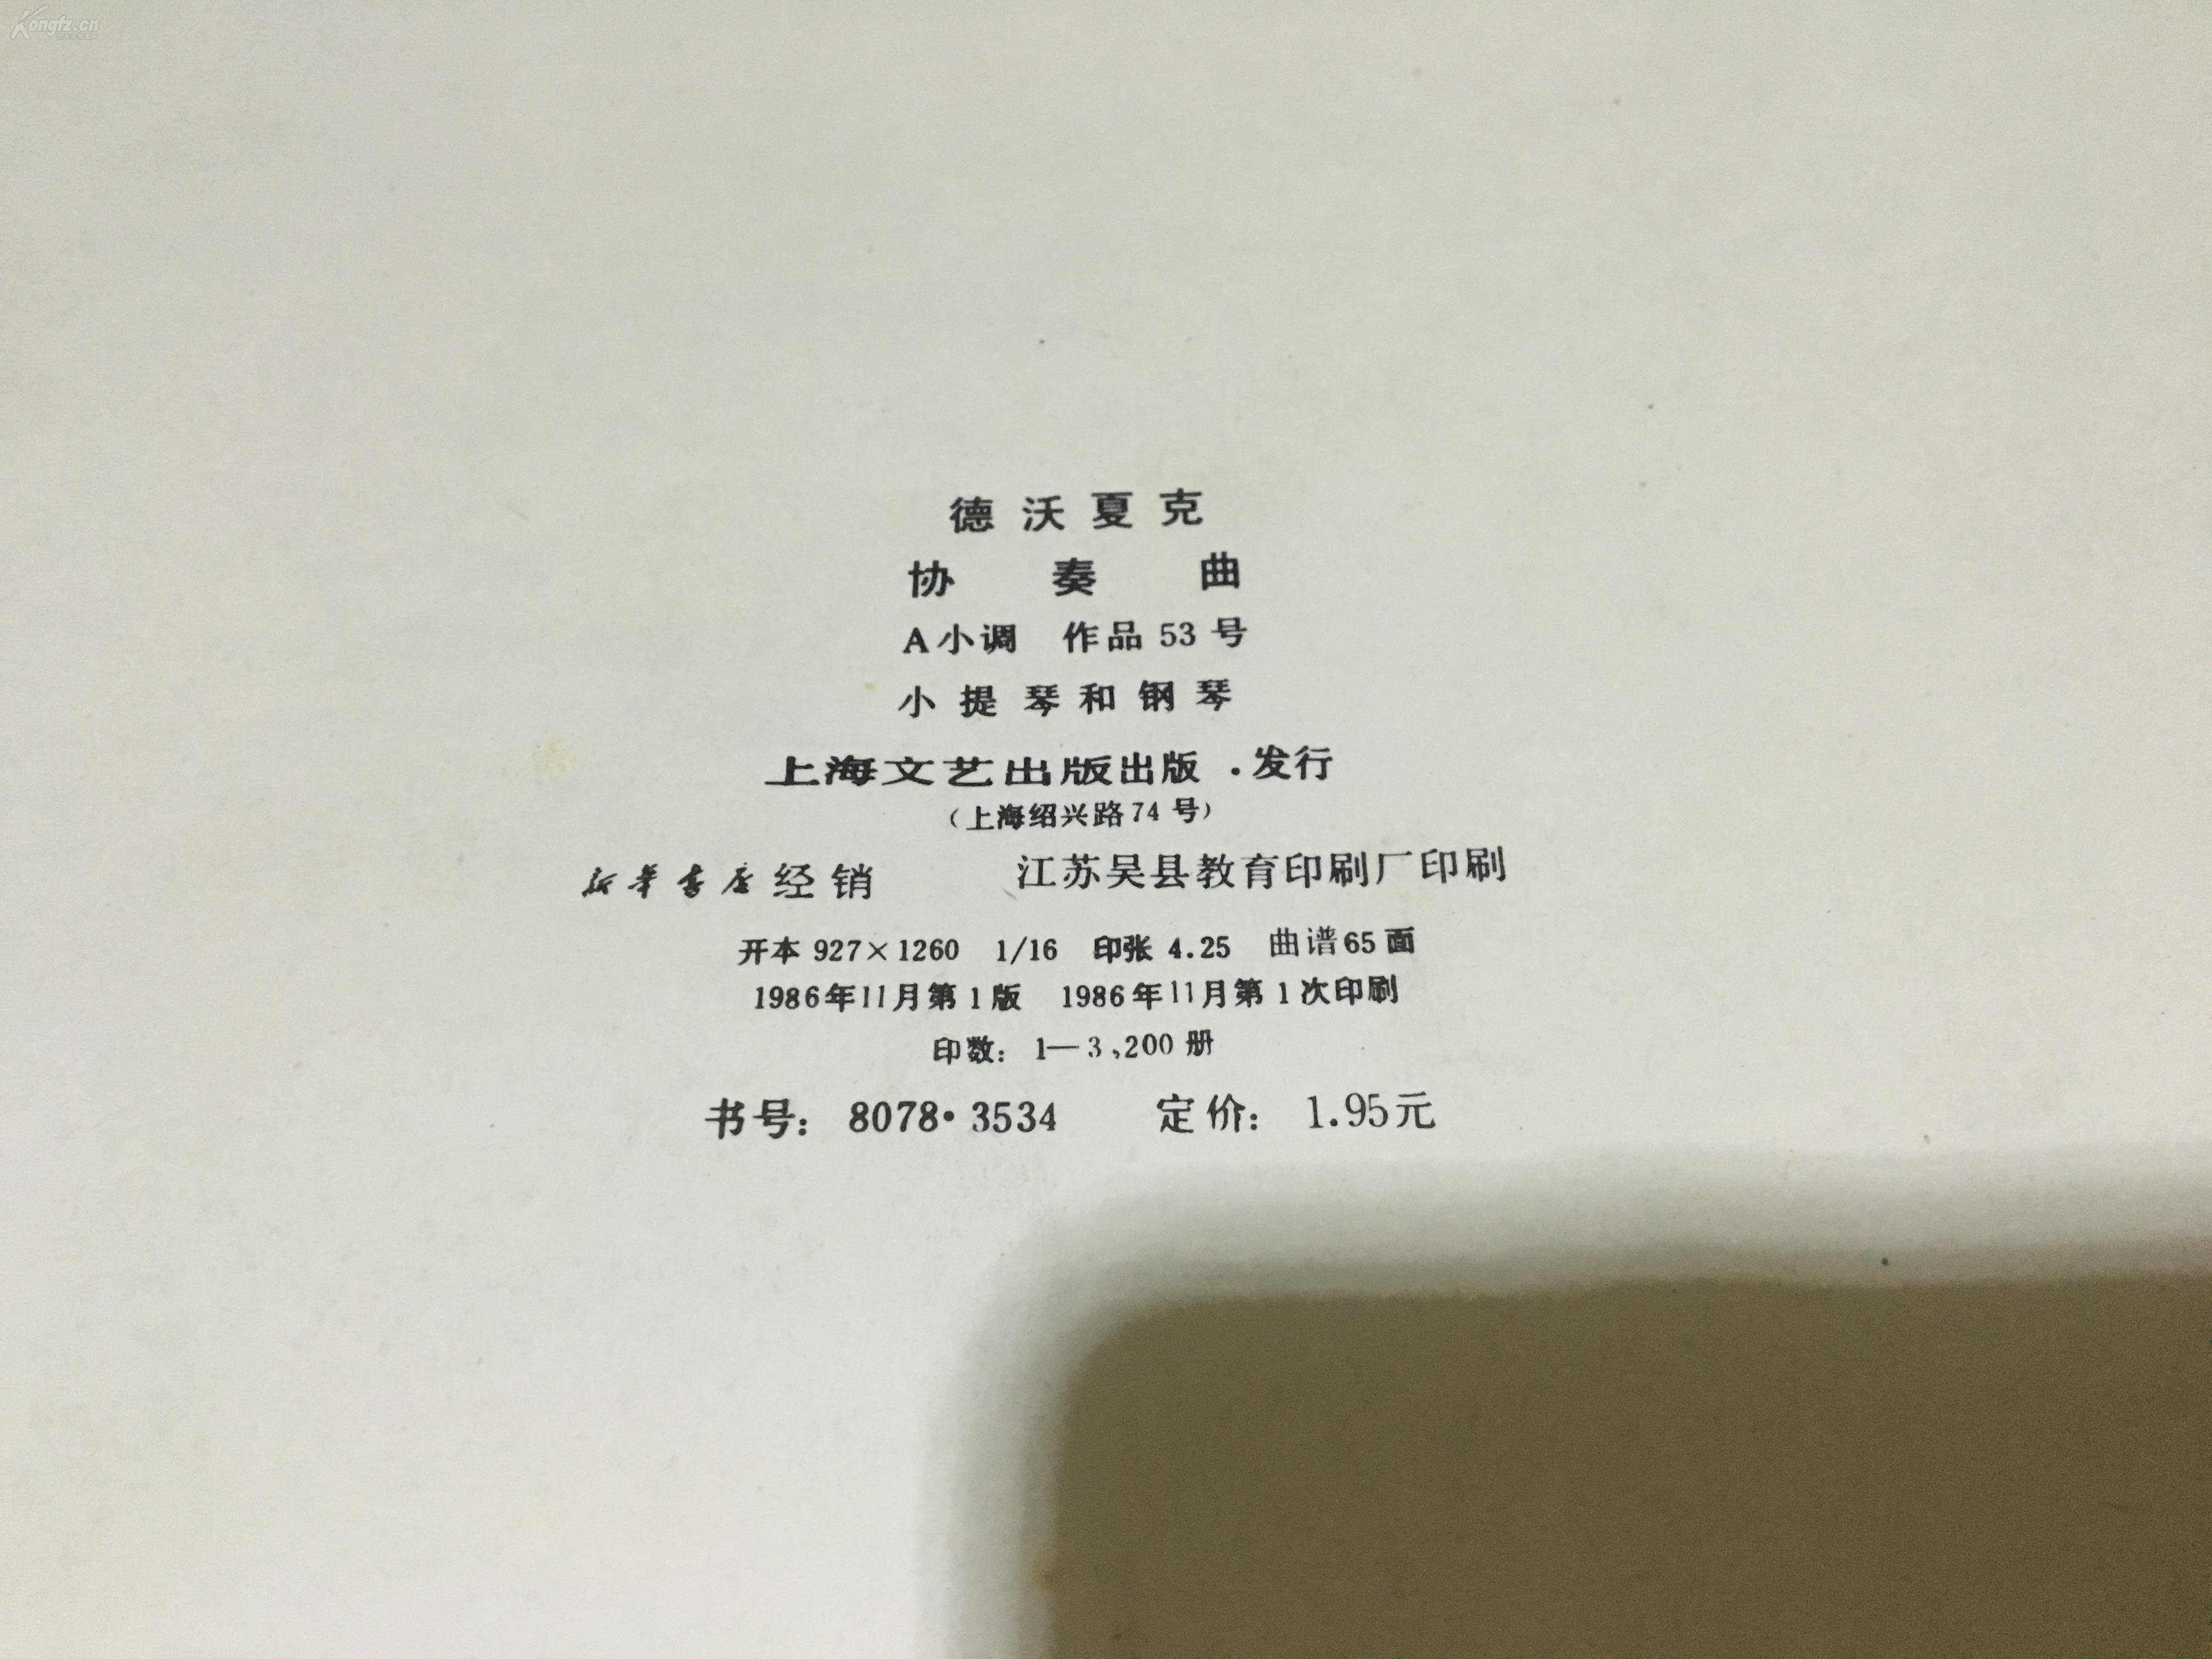 Kongfz.cn
德沃夏克
协奏曲
A小调 作品53号
小提琴和钢琴
上海文艺出版出版·发行
（上海绍兴路74号）
新华书店经销 江苏吴县教育印刷厂印刷
开本 927×1260 1/16 印张 4.25 曲谱65面
1986年11月第1版 1986年11月第1次印刷
印数：1—3,200册
书号：8078·3534 定价：1.95元